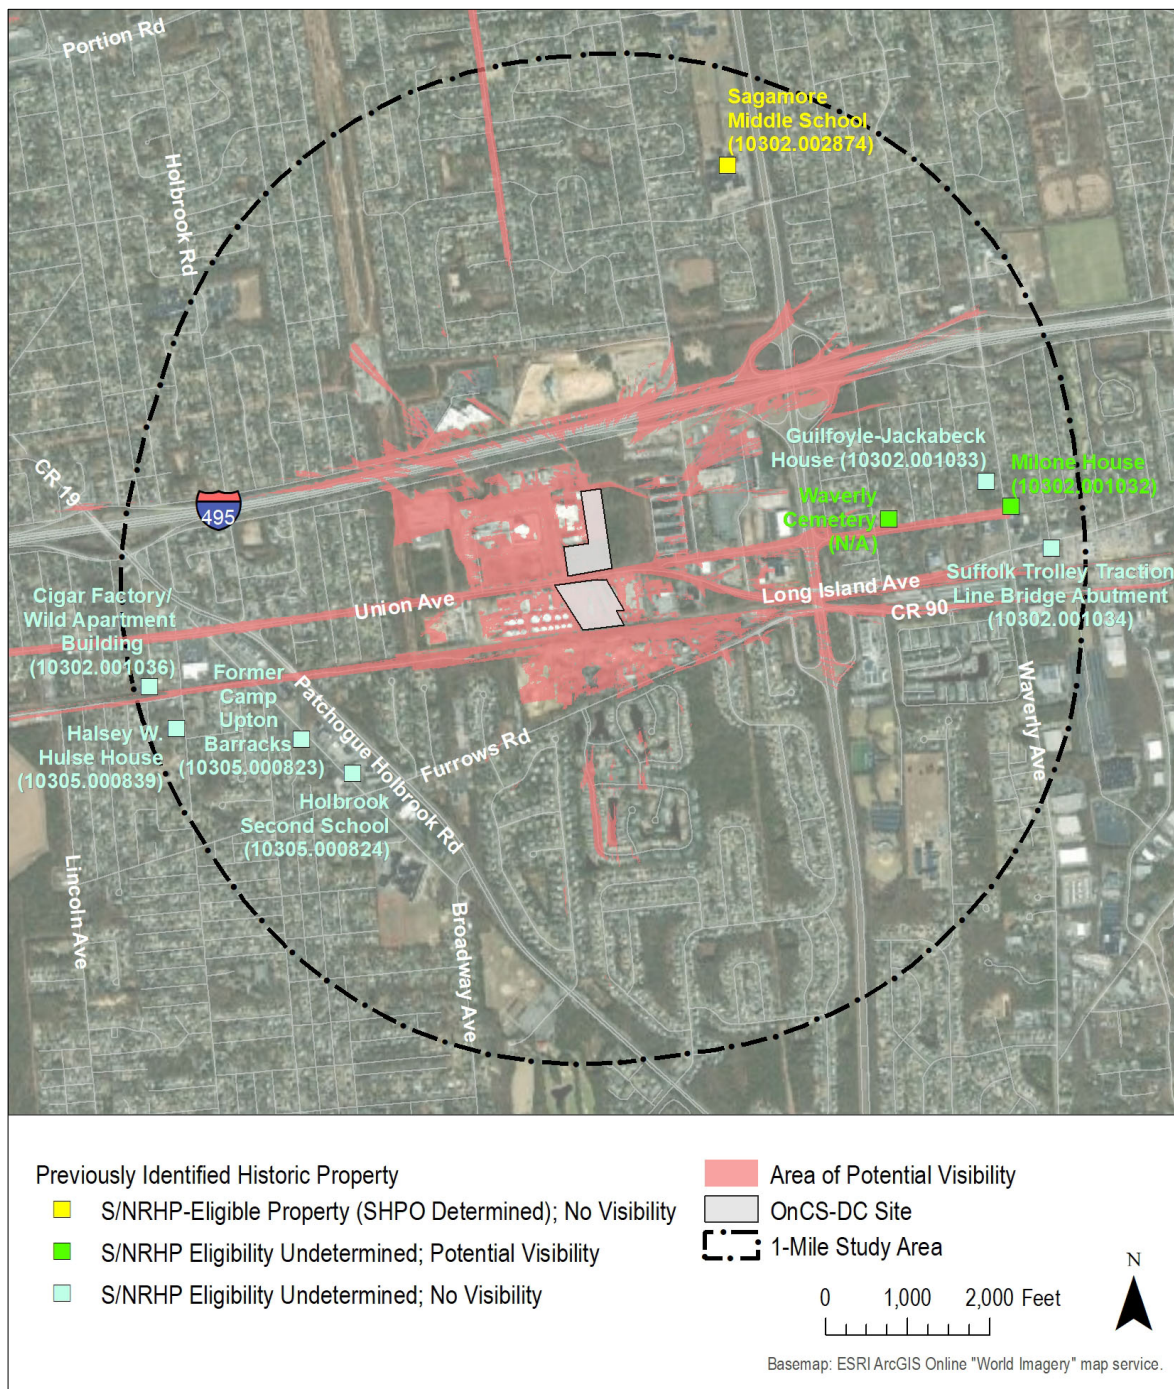 Portion Rd
Sagamore
Middle School
(10302.002874)
Holbrook Rd
CR 19
495
Guilfoyle-Jackabeck
House (10302.001033)
Milone House
(10302.001032)
Waverly
Cemetery
(N/A)
Suffolk Trolley Traction
Line Bridge Abutment
(10302.001034)
Union Ave
Long Island Ave
CR 90
Cigar Factory/
Wild Apartment
Building
(10302.001036)
Former
Camp
Upton
Barracks
(10305.000823)
Halsey W.
Hulse House
(10305.000839)
Patchogue Holbrook Rd
Furrows Rd
Waverly Ave
Holbrook
Second School
(10305.000824)
Lincoln Ave
Broadway Ave
Previously Identified Historic Property
S/NRHP-Eligible Property (SHPO Determined); No Visibility
S/NRHP Eligibility Undetermined; Potential Visibility
S/NRHP Eligibility Undetermined; No Visibility
Area of Potential Visibility
OnCS-DC Site
1-Mile Study Area
N
0 1,000 2,000 Feet
Basemap: ESRI ArcGIS Online "World Imagery" map service.